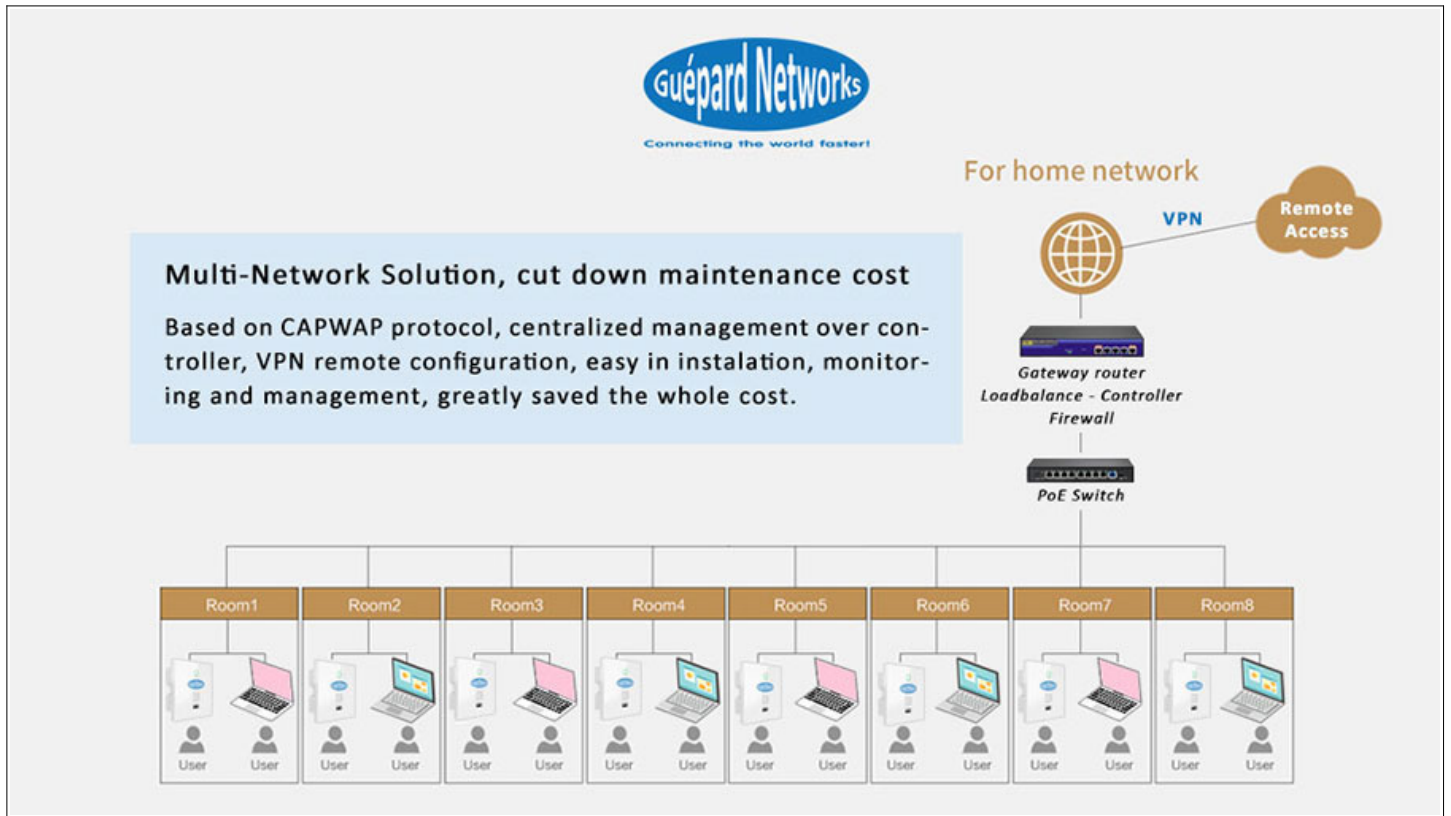 Guépard Networks
Connecting the world faster!
For home network
VPN
Remote
Access
Multi-Network Solution, cut down maintenance cost
Based on CAPWAP protocol, centralized management over con-
troller, VPN remote configuration, easy in instalation, monitor-
ing and management, greatly saved the whole cost.
Gateway router
Loadbalance - Controller
Firewall
PoE Switch
Room1 Room2 Room3 Room4 Room5 Room6 Room7 Room8
User User User User User User User User User User User User User User User User